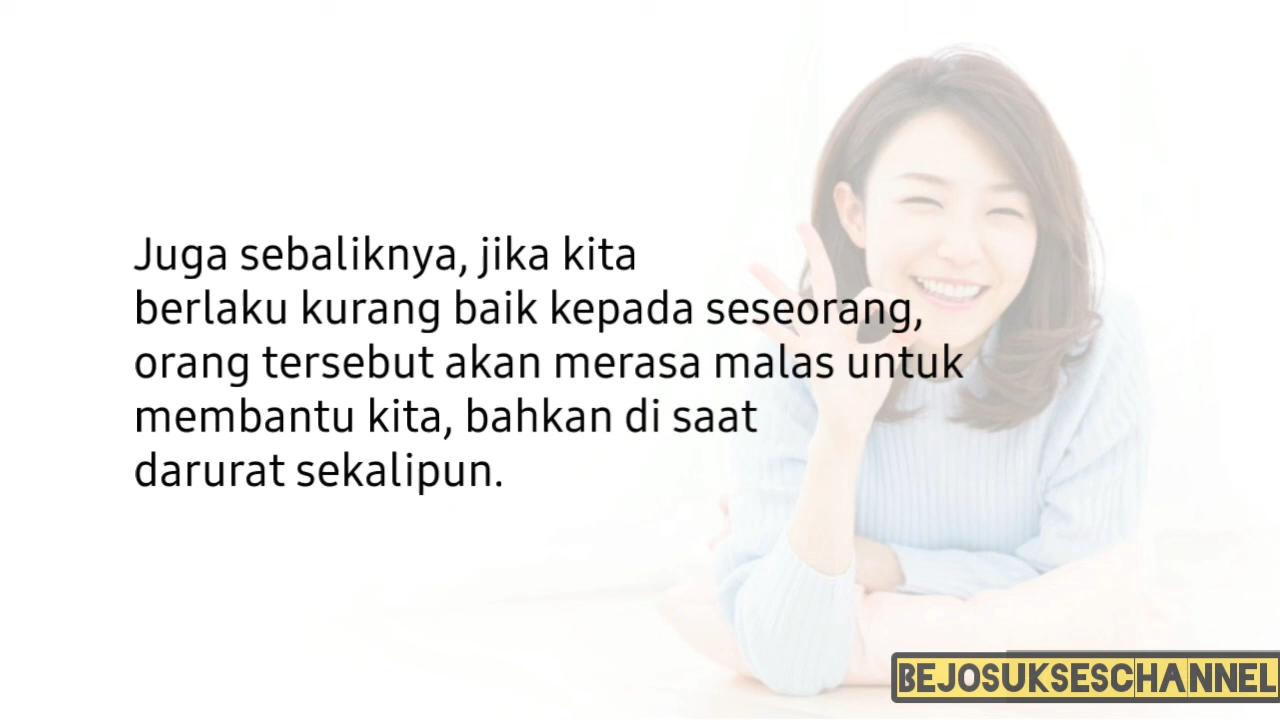 Juga sebaliknya, jika kita
berlaku kurang baik kepada seseorang,
orang tersebut akan merasa malas untuk
membantu kita, bahkan di saat
darurat sekalipun.
BEJOSUKSESCHANNEL